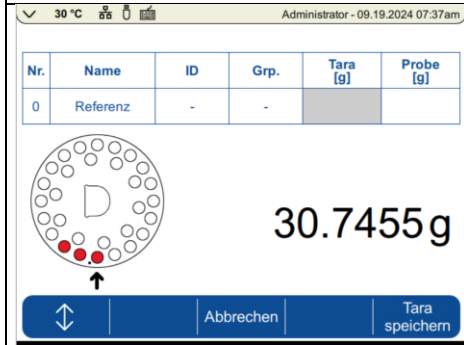 30 °C Administrator - 09.19.2024 07:37am
Nr. Name ID Grp. Tara [g] Probe [g]
0 Referenz - -
30.7455 g
Abbrechen Tara speichern